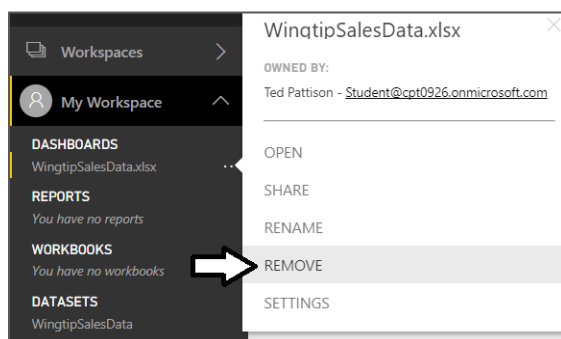 Workspaces
My Workspace
DASHBOARDS
WingtipSalesData.xlsx
REPORTS
You have no reports
WORKBOOKS
You have no workbooks
DATASETS
WingtipSalesData
WingtipSalesData.xlsx
OWNED BY:
Ted Pattison - Student@cpt0926.onmicrosoft.com
OPEN
SHARE
RENAME
REMOVE
SETTINGS